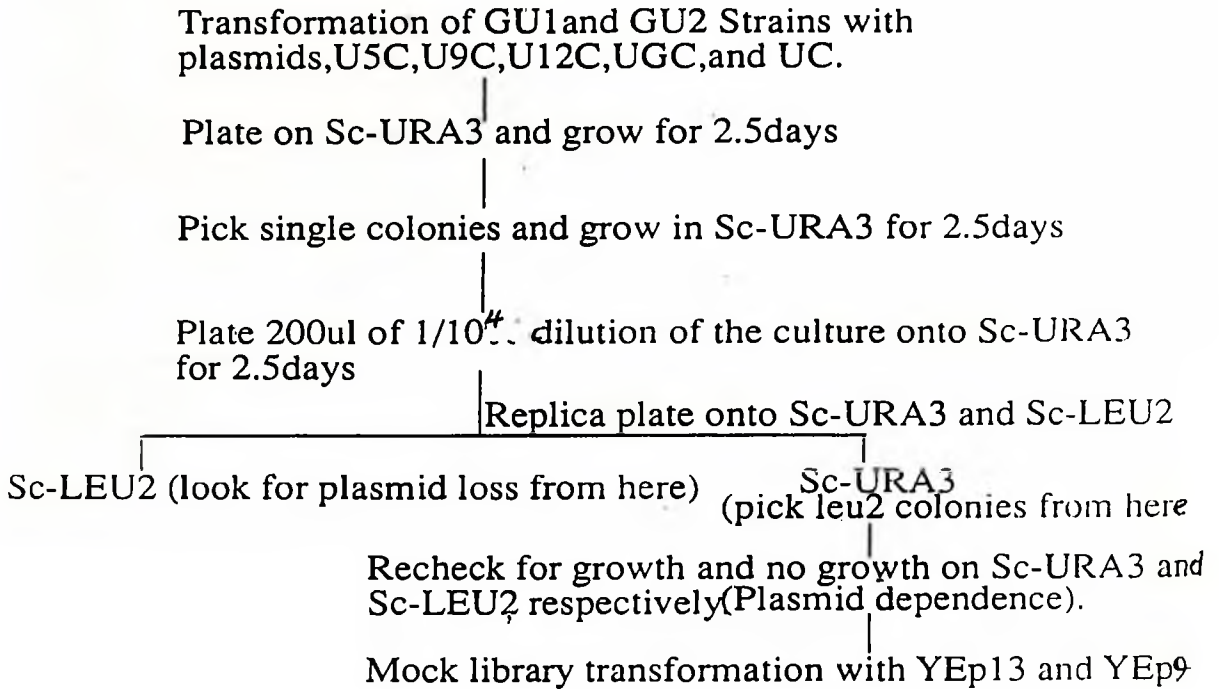 Transformation of GU1and GU2 Strains with
plasmids,U5C,U9C,U12C,UGC,and UC.
Plate on Sc-URA3 and grow for 2.5days
Pick single colonies and grow in Sc-URA3 for 2.5days
Plate 200ul of 1/10⁴ dilution of the culture onto Sc-URA3
for 2.5days
Replica plate onto Sc-URA3 and Sc-LEU2
Sc-LEU2 (look for plasmid loss from here)
Sc-URA3
(pick leu2 colonies from here
Recheck for growth and no growth on Sc-URA3 and
Sc-LEU2 respectively(Plasmid dependence).
Mock library transformation with YEp13 and YEp9